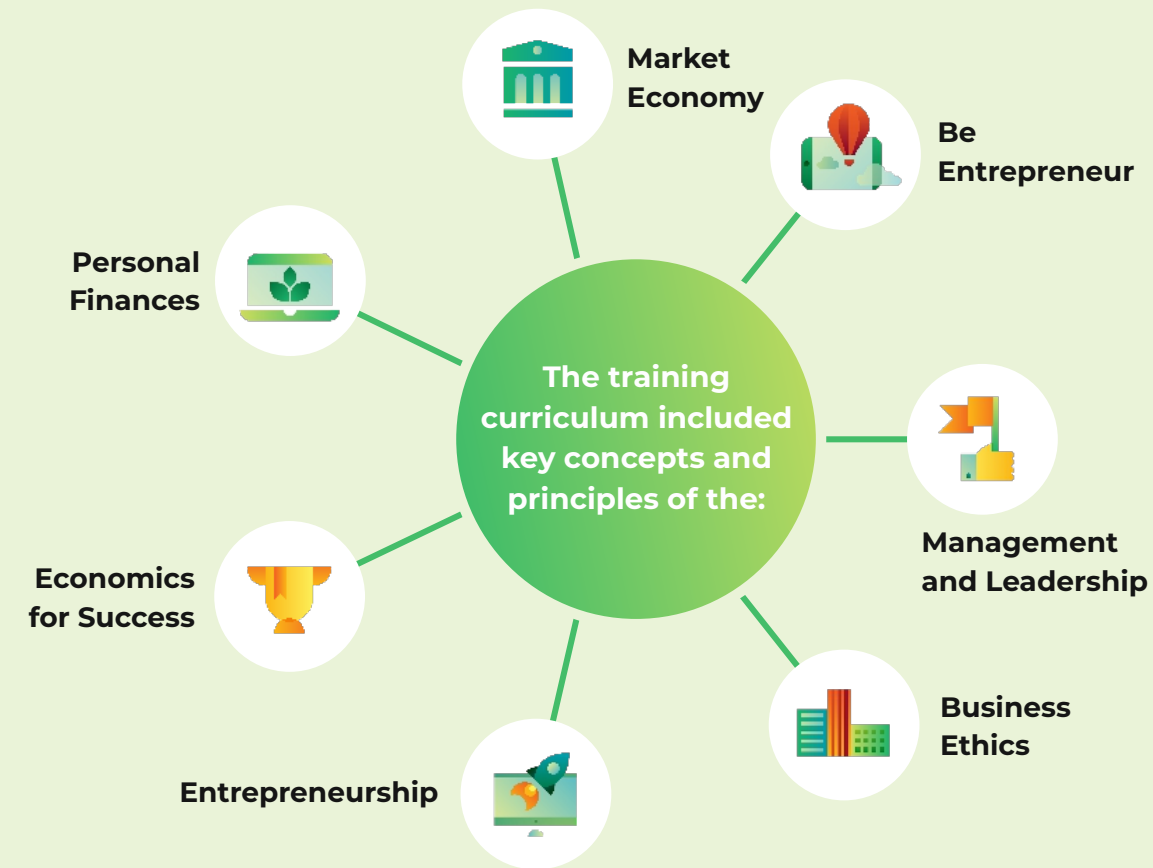 The training
curriculum included
key concepts and
principles of the:
Market
Economy
Be
Entrepreneur
Management
and Leadership
Business
Ethics
Entrepreneurship
Economics
for Success
Personal
Finances